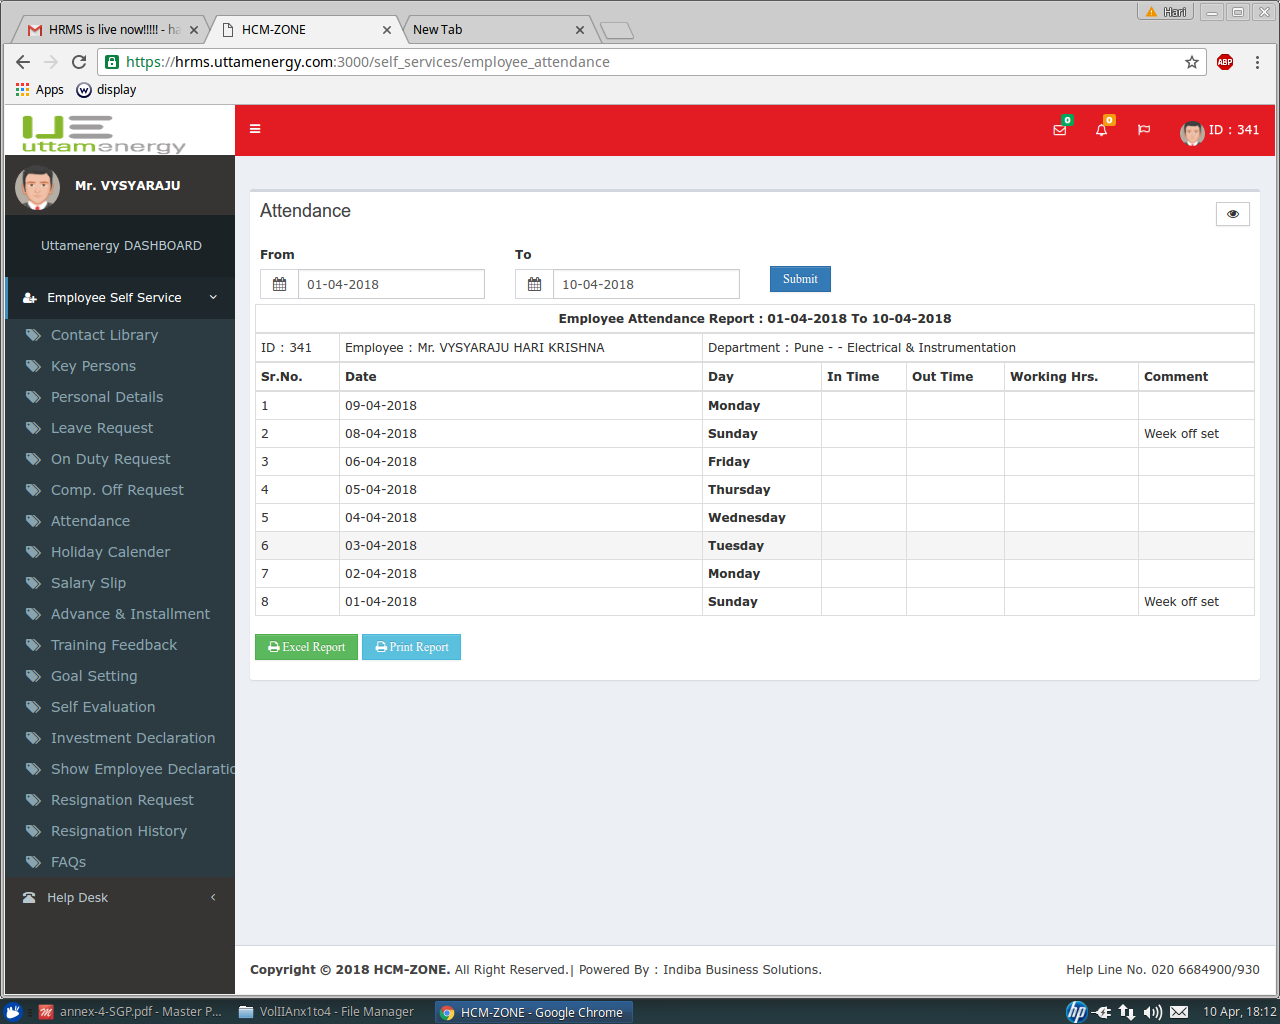 Hari
HRMS is live now!!!!! - ha
HCM-ZONE
New Tab
https://hrms.uttamenergy.com:3000/self_services/employee_attendance
ABP
Apps
w display
uttamenergy
0
0
ID : 341
Mr. VYSYARAJU
Uttamenergy DASHBOARD
Employee Self Service
Contact Library
Key Persons
Personal Details
Leave Request
On Duty Request
Comp. Off Request
Attendance
Holiday Calender
Salary Slip
Advance & Installment
Training Feedback
Goal Setting
Self Evaluation
Investment Declaration
Show Employee Declaratio
Resignation Request
Resignation History
FAQs
Help Desk
Attendance
From To
01-04-2018 10-04-2018 Submit
Employee Attendance Report : 01-04-2018 To 10-04-2018
ID : 341 Employee : Mr. VYSYARAJU HARI KRISHNA Department : Pune - - Electrical & Instrumentation
Sr.No. Date Day In Time Out Time Working Hrs. Comment
1 09-04-2018 Monday
2 08-04-2018 Sunday Week off set
3 06-04-2018 Friday
4 05-04-2018 Thursday
5 04-04-2018 Wednesday
6 03-04-2018 Tuesday
7 02-04-2018 Monday
8 01-04-2018 Sunday Week off set
Excel Report Print Report
Copyright © 2018 HCM-ZONE. All Right Reserved.| Powered By : Indiba Business Solutions. Help Line No. 020 6684900/930
annex-4-SGP.pdf - Master P... VolIIAnx1to4 - File Manager HCM-ZONE - Google Chrome hp 10 Apr, 18:12